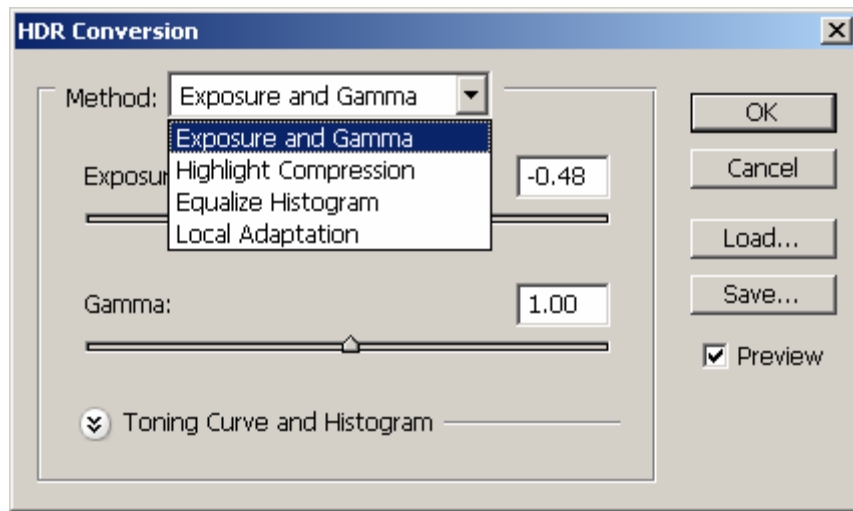 HDR Conversion
Method: Exposure and Gamma
Exposure and Gamma
Highlight Compression
Equalize Histogram
Local Adaptation
Exposur
-0.48
Gamma:
1.00
Toning Curve and Histogram
OK
Cancel
Load...
Save...
Preview